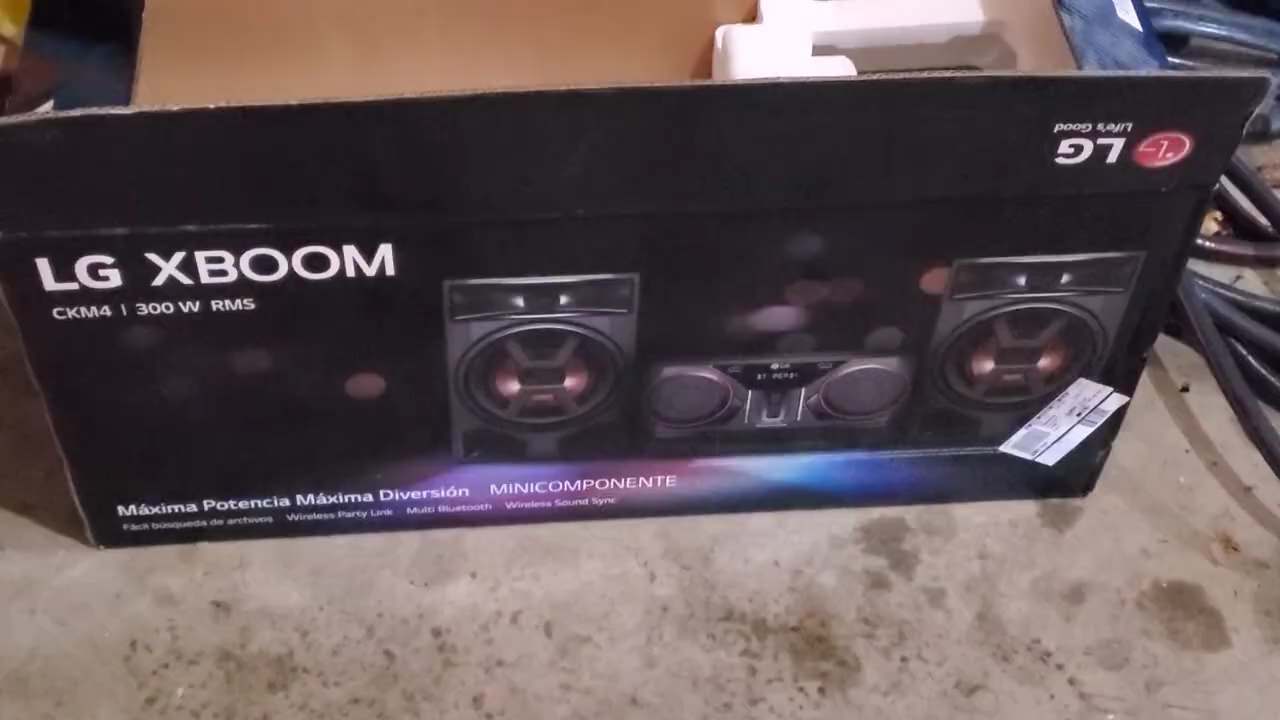 LG
Life's Good
LG XBOOM
CKM4 | 300 W RMS
LG
Máxima Potencia Máxima Diversión MINICOMPONENTE
Fácil búsqueda de archivos Wireless Party Link Multi Bluetooth Wireless Sound Sync